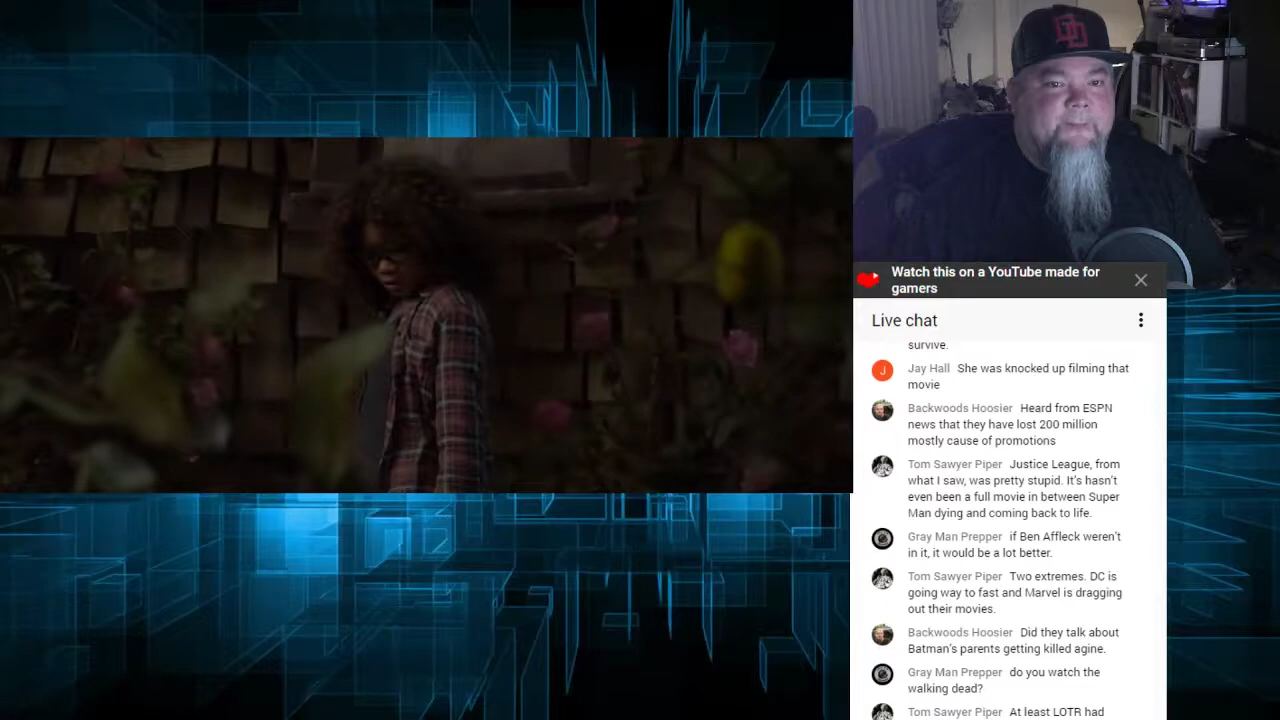 Watch this on a YouTube made for
gamers
Live chat
survive.
J
Jay Hall She was knocked up filming that
movie
Backwoods Hoosier Heard from ESPN
news that they have lost 200 million
mostly cause of promotions
Tom Sawyer Piper Justice League, from
what I saw, was pretty stupid. It's hasn't
even been a full movie in between Super
Man dying and coming back to life.
Gray Man Prepper if Ben Affleck weren't
in it, it would be a lot better.
Tom Sawyer Piper Two extremes. DC is
going way to fast and Marvel is dragging
out their movies.
Backwoods Hoosier Did they talk about
Batman's parents getting killed agine.
Gray Man Prepper do you watch the
walking dead?
Tom Sawyer Piper At least LOTR had